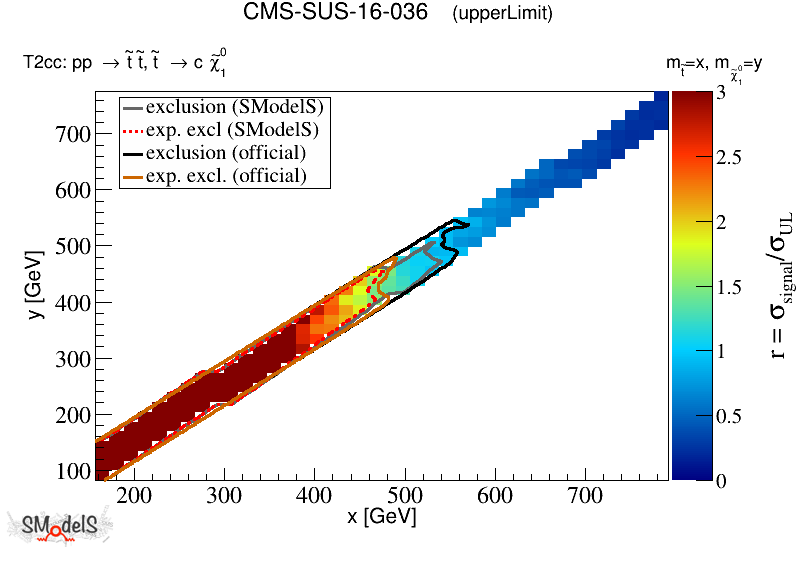 CMS-SUS-16-036 (upperLimit)
T2cc: pp → t̃ t̃, t̃ → c χ̃₁⁰
m_t̃=x, m_χ̃₁⁰=y
exclusion (SModelS)
exp. excl (SModelS)
exclusion (official)
exp. excl. (official)
700
600
500
400
300
200
100
y [GeV]
200 300 400 500 600 700
x [GeV]
3
2.5
2
1.5
1
0.5
0
r = σ_signal/σ_UL
SModelS